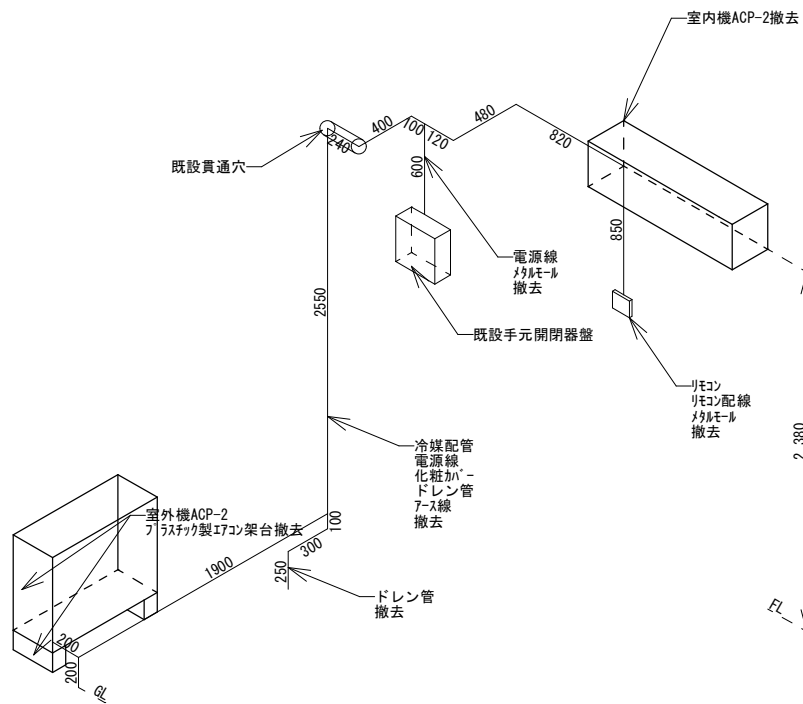 室内機ACP-2撤去
480
400
100
120
820
240
600
既設貫通穴
850
電源線
ﾒﾀﾙﾓｰﾙ
撤去
2550
既設手元開閉器盤
ﾘﾓｺﾝ
ﾘﾓｺﾝ配線
ﾒﾀﾙﾓｰﾙ
撤去
2,380
冷媒配管
電源線
化粧ｶﾊﾞｰ
ドレン管
ｱｰｽ線
撤去
室外機ACP-2
ﾌﾟﾗｽﾁｯｸ製ｴｱｺﾝ架台撤去
100
300
1900
250
ドレン管
撤去
FL
200
200
GL